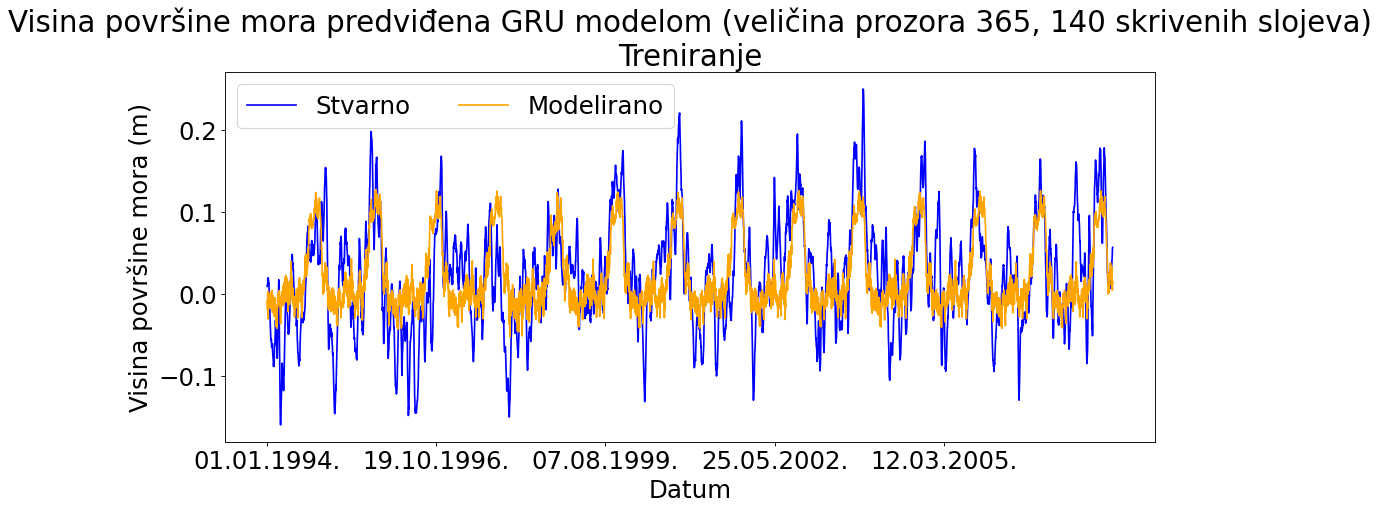 Visina površine mora predviđena GRU modelom (veličina prozora 365, 140 skrivenih slojeva)
Treniranje
Stvarno
Modelirano
Visina površine mora (m)
0.2
0.1
0.0
−0.1
01.01.1994.
19.10.1996.
07.08.1999.
25.05.2002.
12.03.2005.
Datum